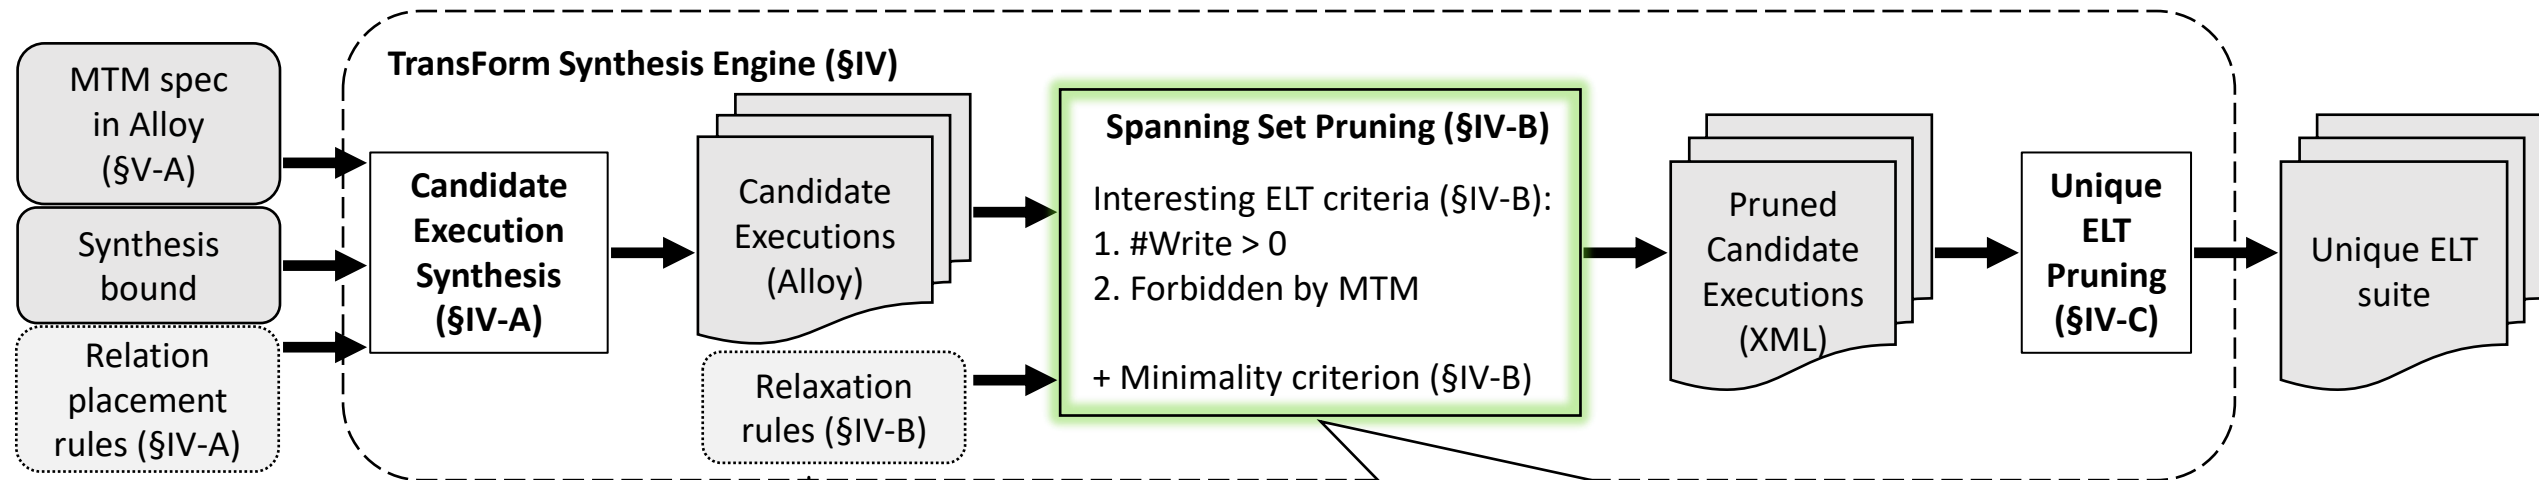 TransForm Synthesis Engine (§IV)
MTM spec
in Alloy
(§V-A)
Synthesis
bound
Relation
placement
rules (§IV-A)
Candidate
Execution
Synthesis
(§IV-A)
Candidate
Executions
(Alloy)
Relaxation
rules (§IV-B)
Spanning Set Pruning (§IV-B)
Interesting ELT criteria (§IV-B):
1. #Write > 0
2. Forbidden by MTM
+ Minimality criterion (§IV-B)
Pruned
Candidate
Executions
(XML)
Unique
ELT
Pruning
(§IV-C)
Unique ELT
suite